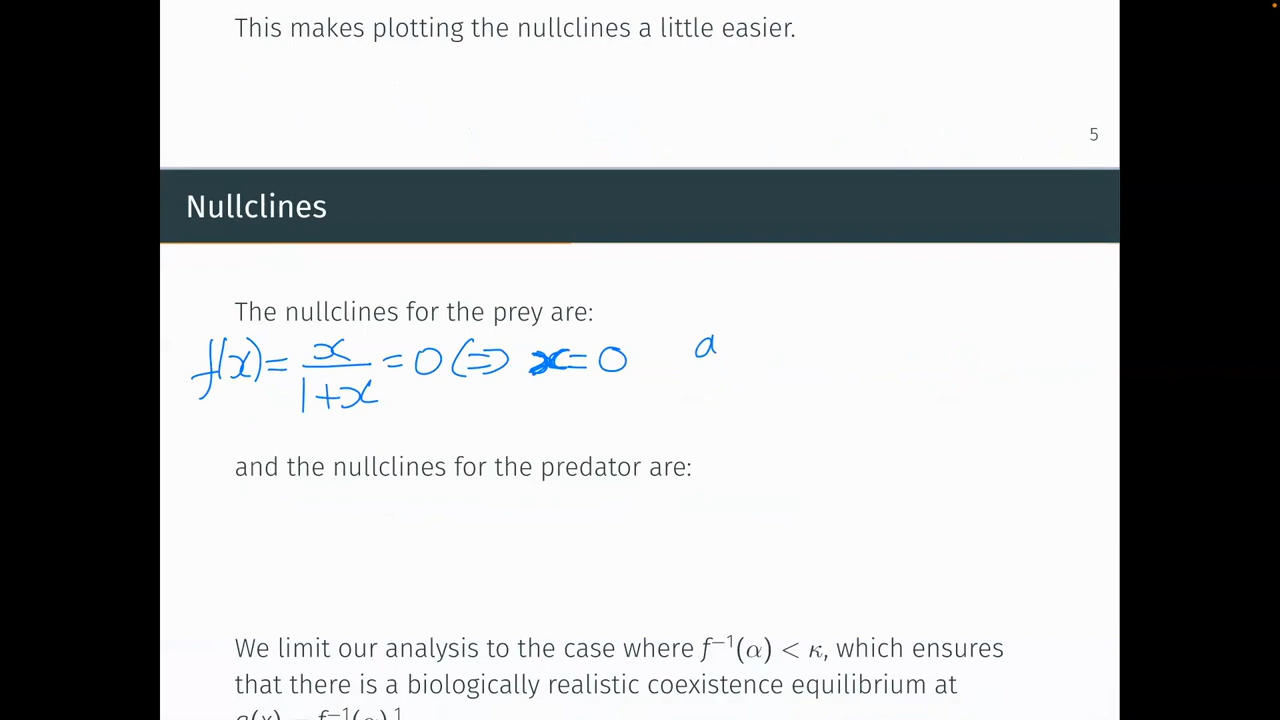 This makes plotting the nullclines a little easier.
5
Nullclines
The nullclines for the prey are:
f(x) = x/(1+x) = 0 (=) x = 0 a
and the nullclines for the predator are:
We limit our analysis to the case where f⁻¹(α) < κ, which ensures
that there is a biologically realistic coexistence equilibrium at